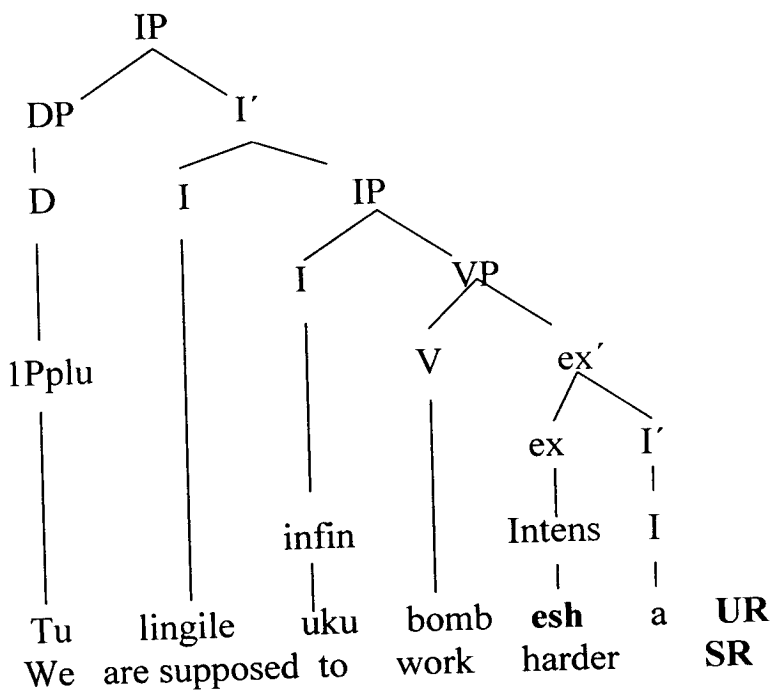 IP
DP I´
D I IP
I VP
1Pplu V ex´
ex I´
infin Intens I
Tu lingile uku bomb esh a UR
We are supposed to work harder SR